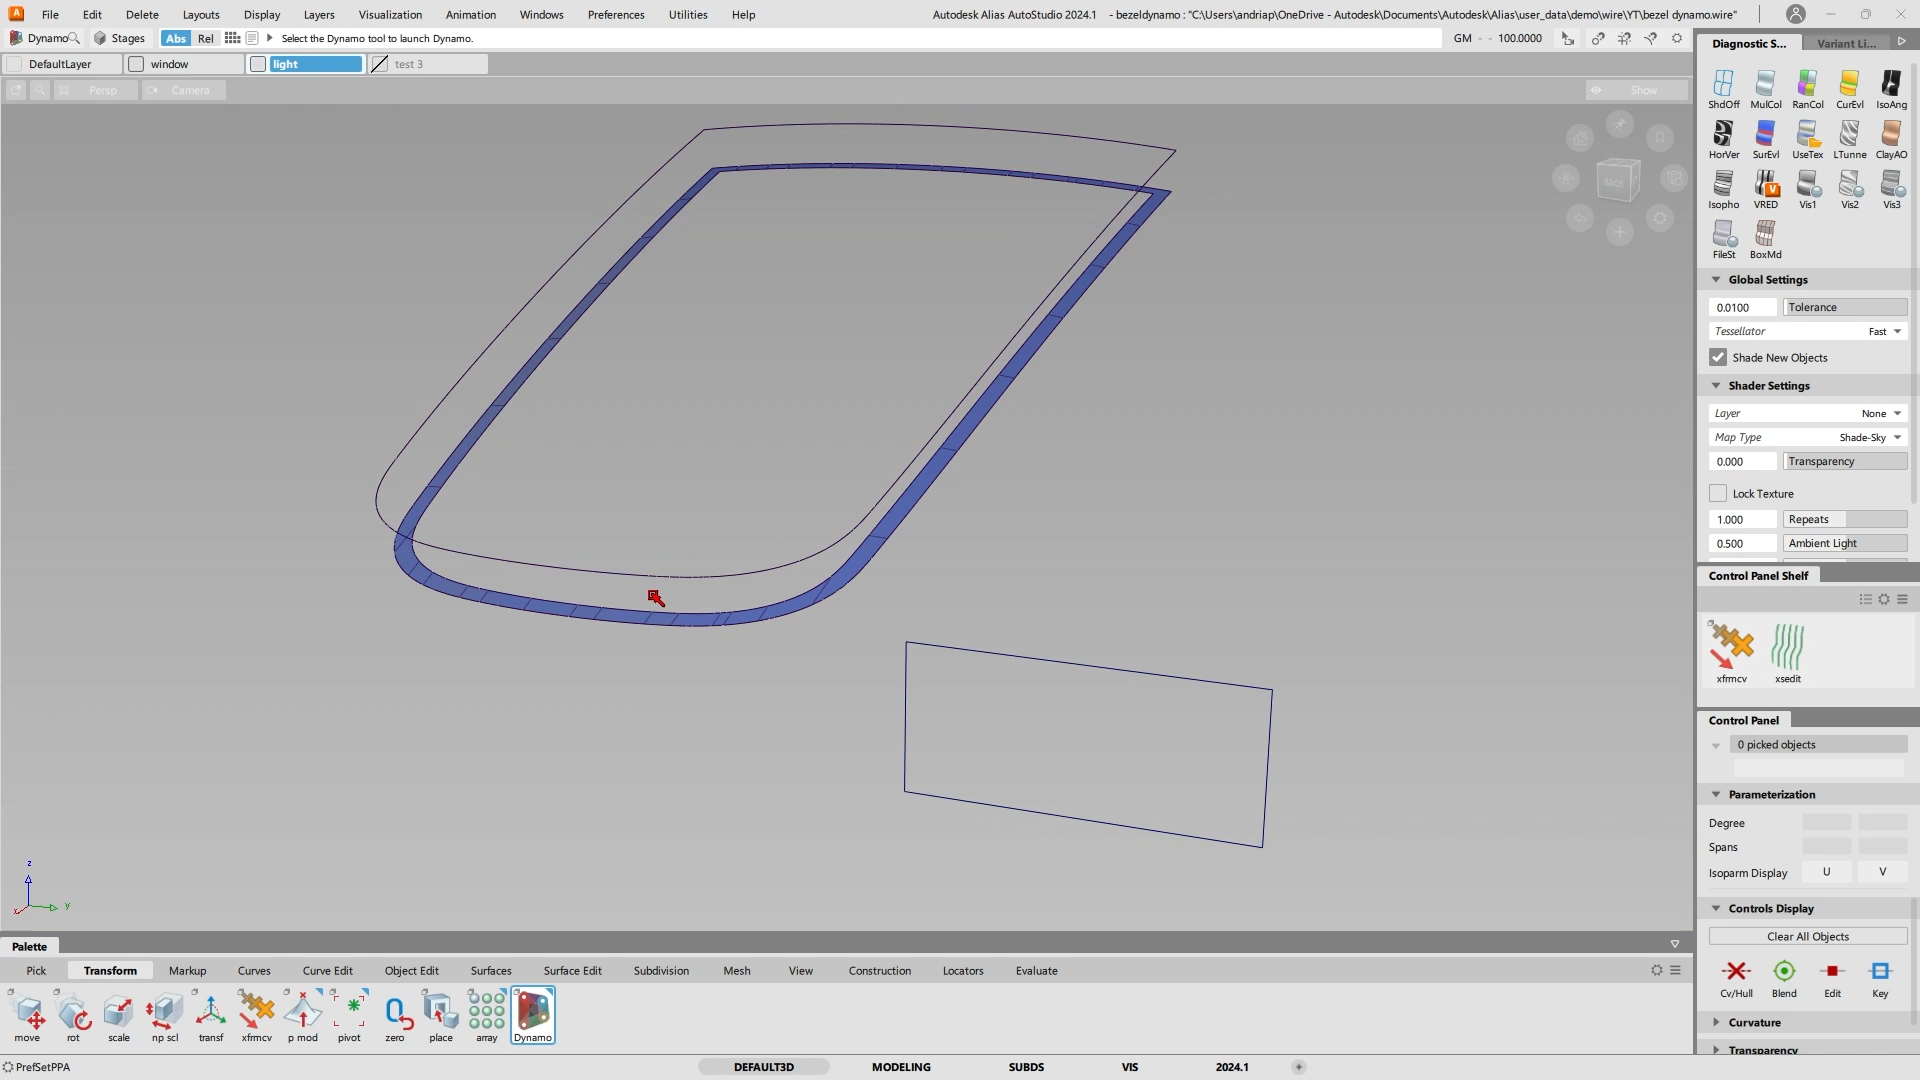 File Edit Delete Layouts Display Layers Visualization Animation Windows Preferences Utilities Help Autodesk Alias AutoStudio 2024.1 - bezeldynamo : "C:\Users\andriap\OneDrive - Autodesk\Documents\Autodesk\Alias\user_data\demo\wire\YT\bezel dynamo.wire"
Dynamo Stages Abs Rel Select the Dynamo tool to launch Dynamo. GM - - 100.0000
Diagnostic S... Variant Li...
DefaultLayer window light test 3
Persp Camera Show
ShdOff MulCol RanCol CurEvl IsoAng
HorVer SurEvl UseTex LTunne ClayAO
Isopho VRED Vis1 Vis2 Vis3
FileSt BoxMd
BACK
Global Settings
0.0100 Tolerance
Tessellator Fast
Shade New Objects
Shader Settings
Layer None
Map Type Shade-Sky
0.000 Transparency
Lock Texture
1.000 Repeats
0.500 Ambient Light
Control Panel Shelf
xfrmcv xsedit
Control Panel
0 picked objects
Parameterization
Degree
Spans
Isoparm Display U V
Controls Display
Clear All Objects
Cv/Hull Blend Edit Key
Curvature
Transparency
z
y
x
Palette
Pick Transform Markup Curves Curve Edit Object Edit Surfaces Surface Edit Subdivision Mesh View Construction Locators Evaluate
move rot scale np scl transf xfrmcv p mod pivot zero place array Dynamo
PrefSetPPA DEFAULT3D MODELING SUBDS VIS 2024.1